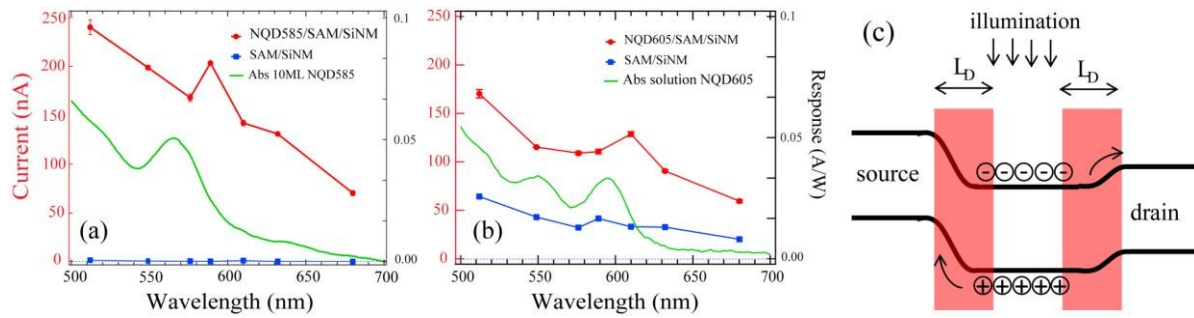 250
200
150
100
50
0
Current (nA)
0.1
0.05
0.00
NQD585/SAM/SiNM
SAM/SiNM
Abs 10ML NQD585
(a)
500
550
600
650
700
Wavelength (nm)
250
200
150
100
50
0
0.1
0.05
0.00
Response (A/W)
NQD605/SAM/SiNM
SAM/SiNM
Abs solution NQD605
(b)
500
550
600
650
700
Wavelength (nm)
(c)
illumination
L_D
L_D
source
drain
- - - - -
+ + + + +